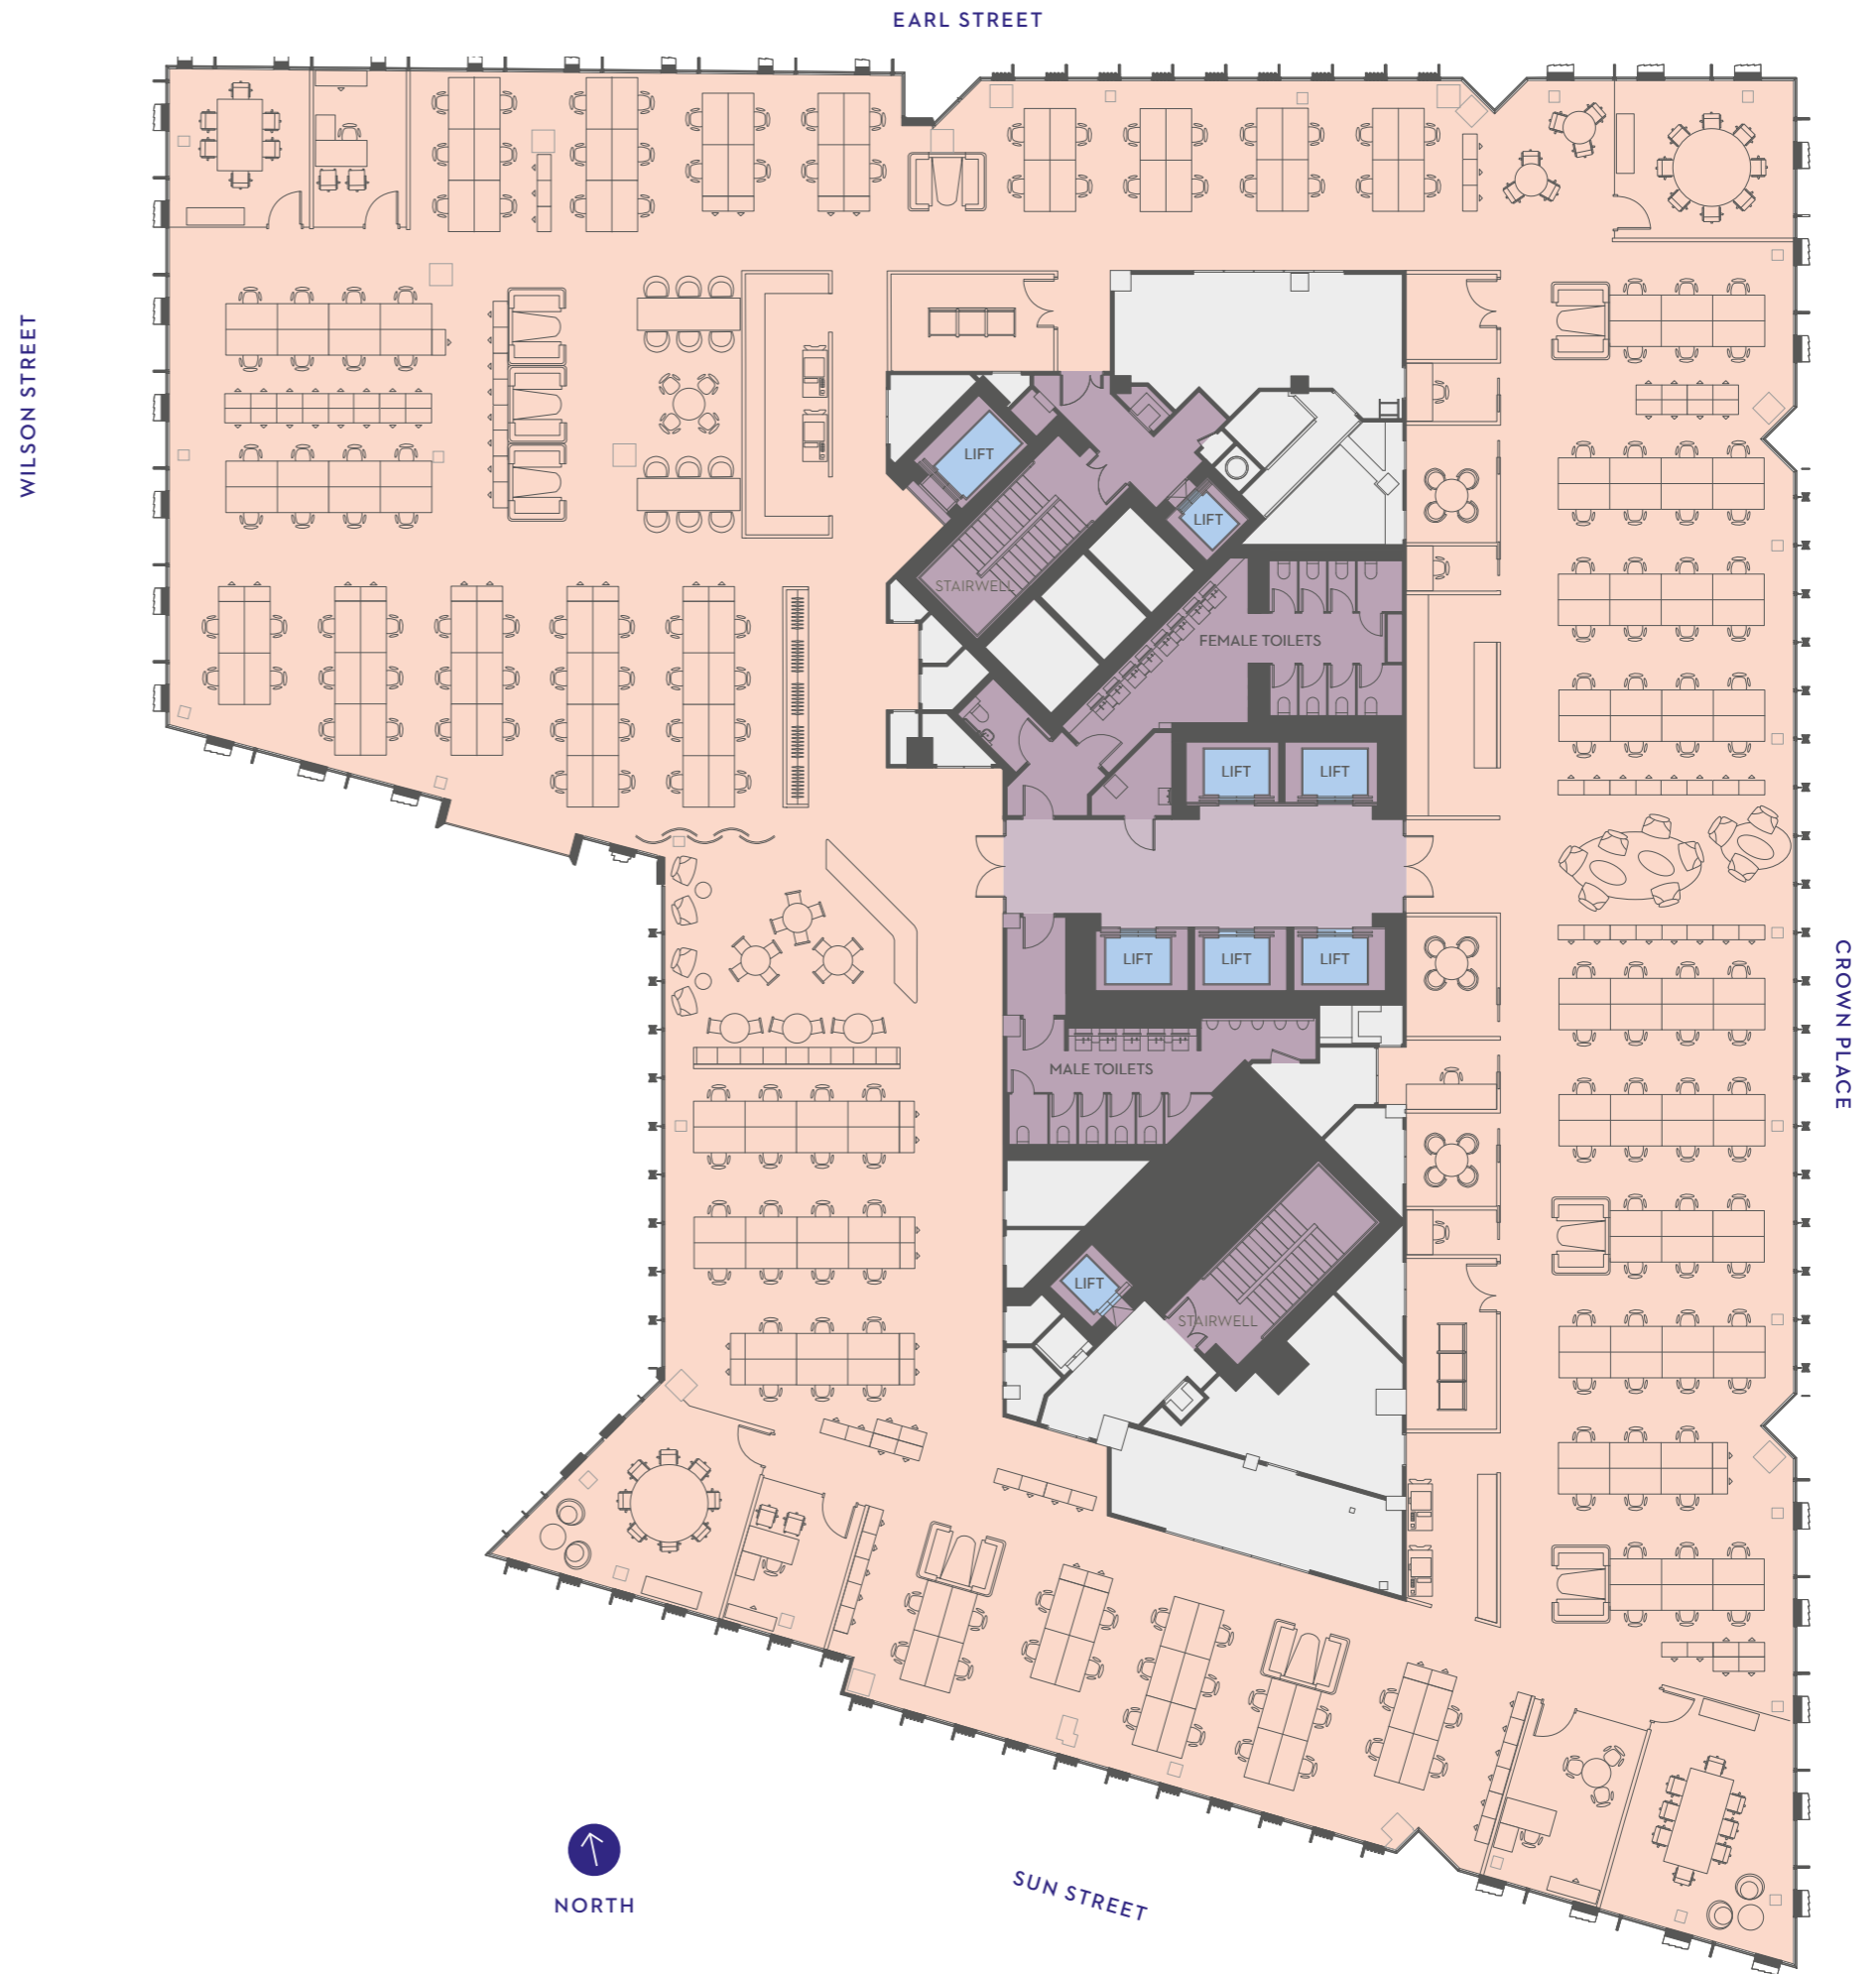 EARL STREET
WILSON STREET
LIFT
LIFT
STAIRWELL
FEMALE TOILETS
LIFT
LIFT
LIFT
LIFT
LIFT
CROWN PLACE
MALE TOILETS
LIFT
STAIRWELL
NORTH
SUN STREET